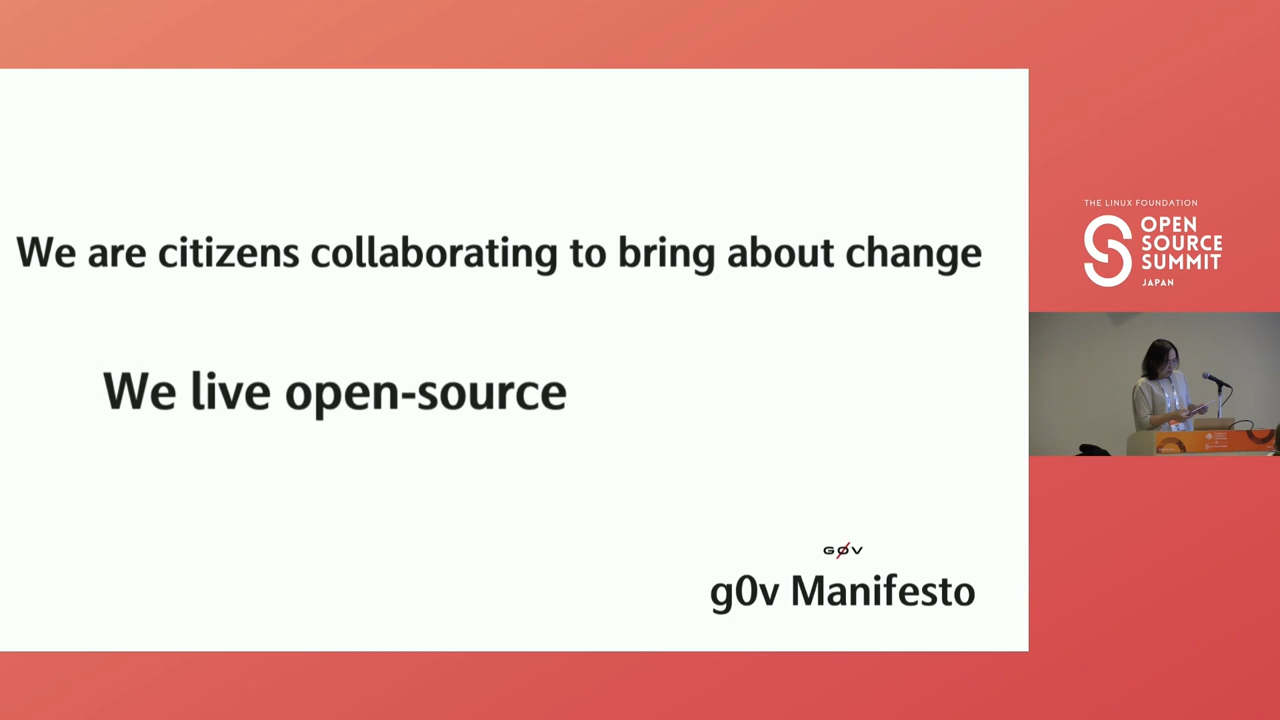 We are citizens collaborating to bring about change
We live open-source
g0v
g0v Manifesto
THE LINUX FOUNDATION
OPEN
SOURCE
SUMMIT
JAPAN